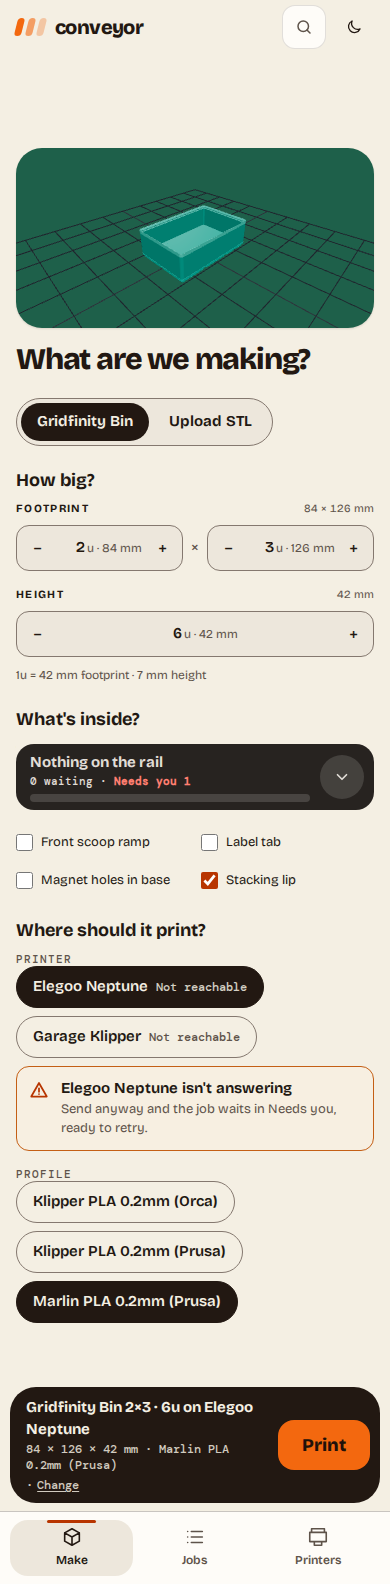 conveyor
What are we making?
Gridfinity Bin
Upload STL
How big?
FOOTPRINT
84 × 126 mm
− 2 u · 84 mm +
×
− 3 u · 126 mm +
HEIGHT
42 mm
− 6 u · 42 mm +
1u = 42 mm footprint · 7 mm height
What's inside?
Nothing on the rail
0 waiting · Needs you 1
Front scoop ramp
Label tab
Magnet holes in base
Stacking lip
Where should it print?
PRINTER
Elegoo Neptune Not reachable
Garage Klipper Not reachable
Elegoo Neptune isn't answering
Send anyway and the job waits in Needs you,
ready to retry.
PROFILE
Klipper PLA 0.2mm (Orca)
Klipper PLA 0.2mm (Prusa)
Marlin PLA 0.2mm (Prusa)
Gridfinity Bin 2×3 · 6u on Elegoo
Neptune
84 × 126 × 42 mm · Marlin PLA
0.2mm (Prusa)
· Change
Print
Make
Jobs
Printers